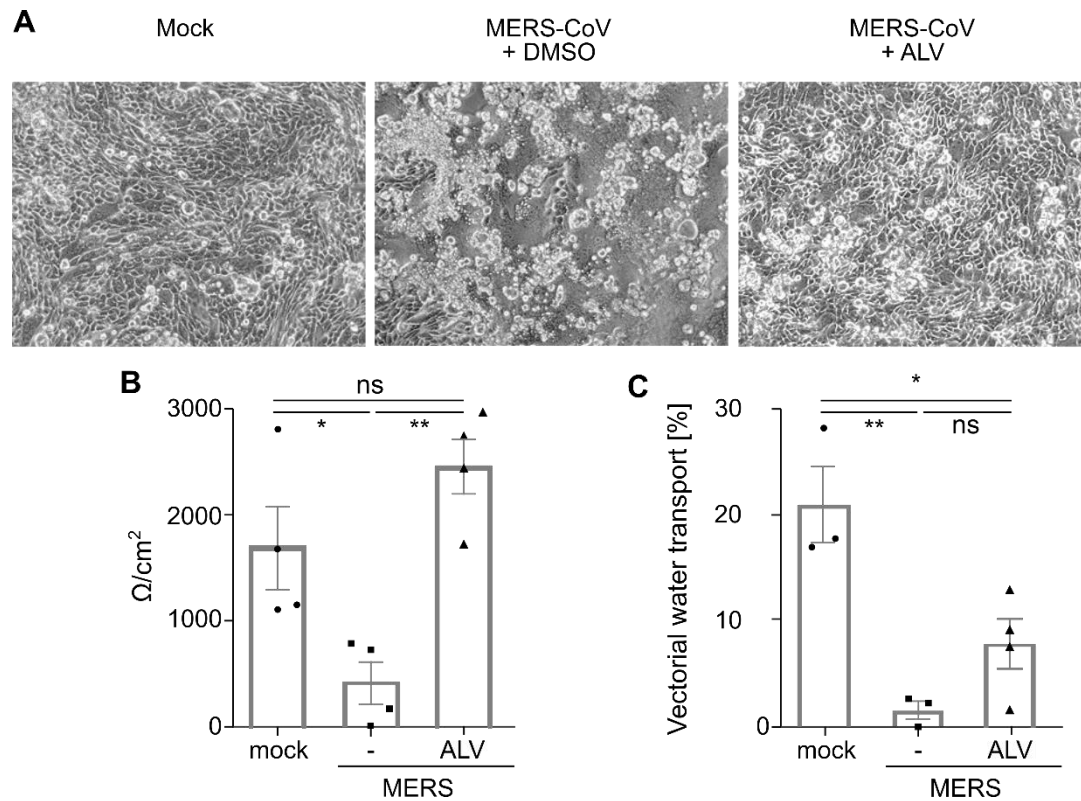 A
Mock
MERS-CoV
+ DMSO
MERS-CoV
+ ALV
B
ns
*
**
3000
2000
1000
0
Ω/cm²
mock
-
ALV
MERS
C
*
**
ns
30
20
10
0
Vectorial water transport [%]
mock
-
ALV
MERS